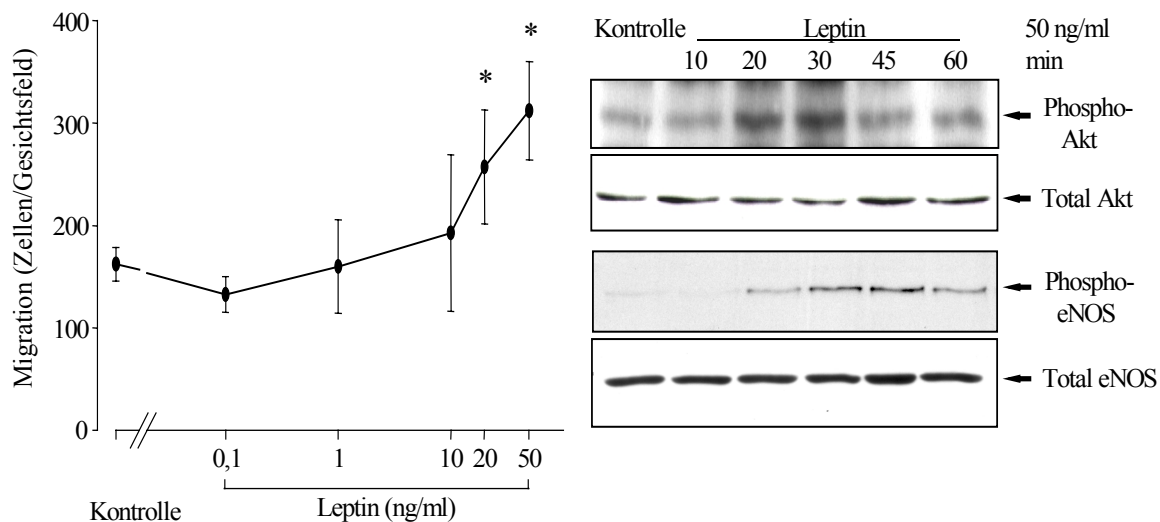 400
300
200
100
0
Migration (Zellen/Gesichtsfeld)
*
*
0,1 1 10 20 50
Kontrolle
Leptin (ng/ml)
Kontrolle Leptin 50 ng/ml
10 20 30 45 60 min
Phospho-
Akt
Total Akt
Phospho-
eNOS
Total eNOS